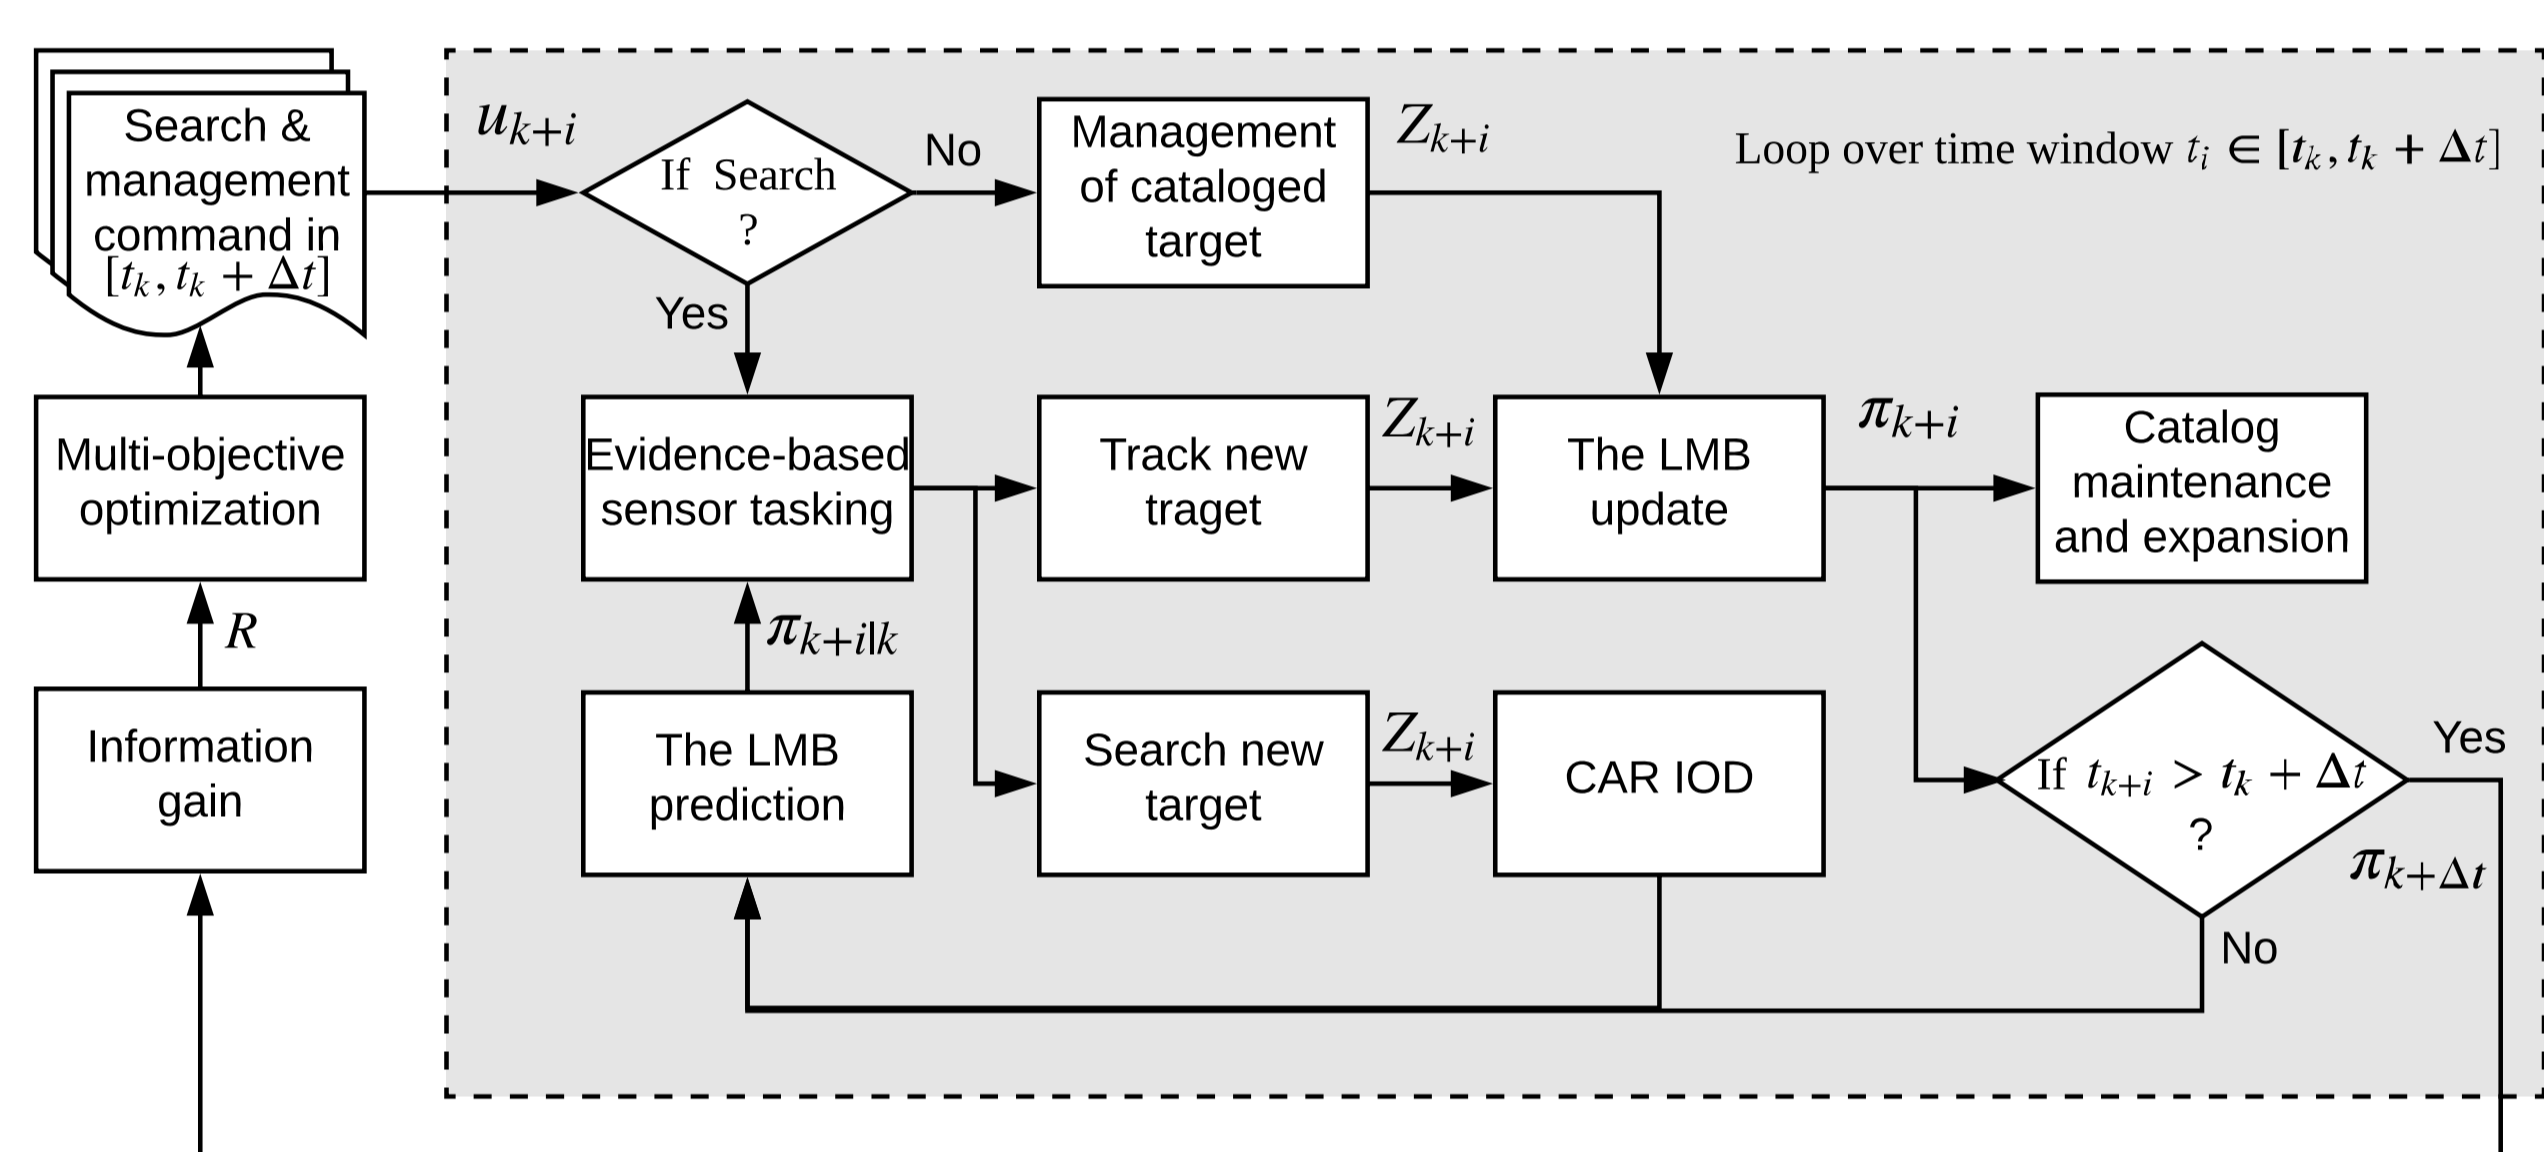 Search &
management
command in
[t_k, t_k + Δt]
u_{k+i}
If Search
?
No
Yes
Management
of cataloged
target
Z_{k+i}
Loop over time window t_i ∈ [t_k, t_k + Δt]
Multi-objective
optimization
R
Information
gain
Evidence-based
sensor tasking
π_{k+i|k}
The LMB
prediction
Track new
traget
Z_{k+i}
Search new
target
Z_{k+i}
The LMB
update
CAR IOD
π_{k+i}
Catalog
maintenance
and expansion
If t_{k+i} > t_k + Δt
?
Yes
π_{k+Δt}
No